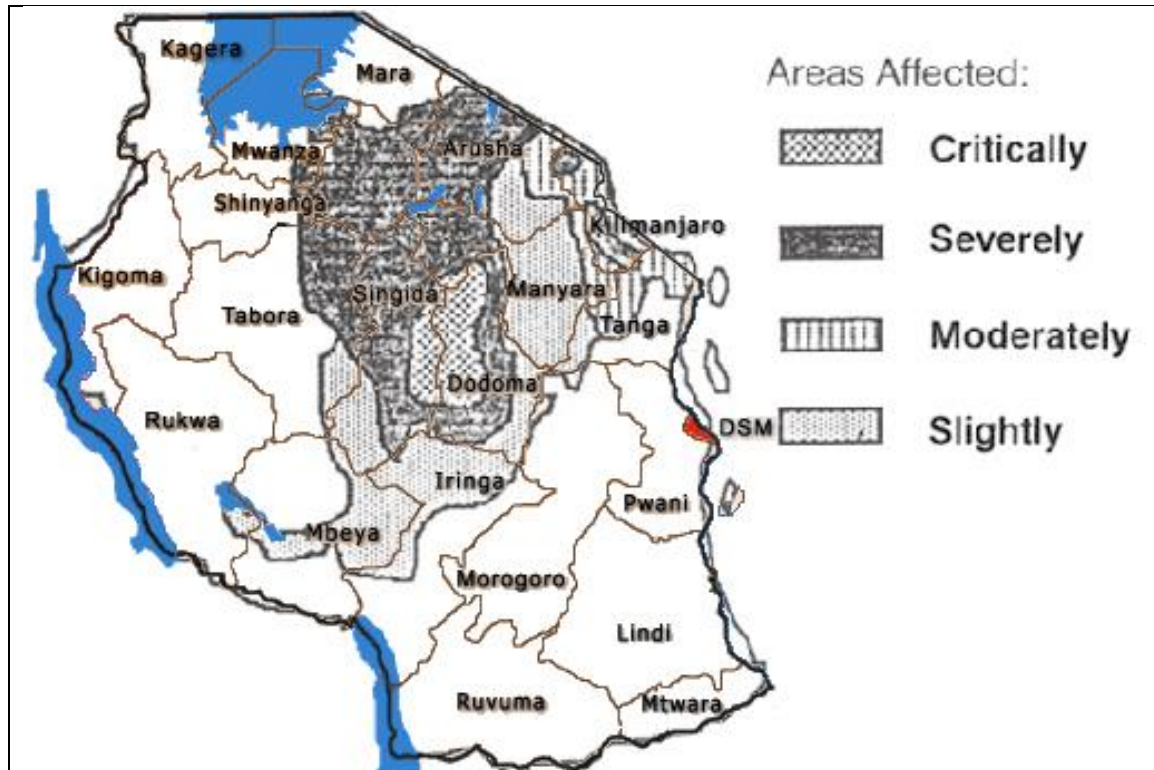 Kagera
Mara
Mwanza
Arusha
Shinyanga
Kilimanjaro
Kigoma
Singida
Manyara
Tabora
Tanga
Dodoma
Rukwa
DSM
Iringa
Pwani
Mbeya
Morogoro
Lindi
Ruvuma
Mtwara
Areas Affected:
Critically
Severely
Moderately
Slightly